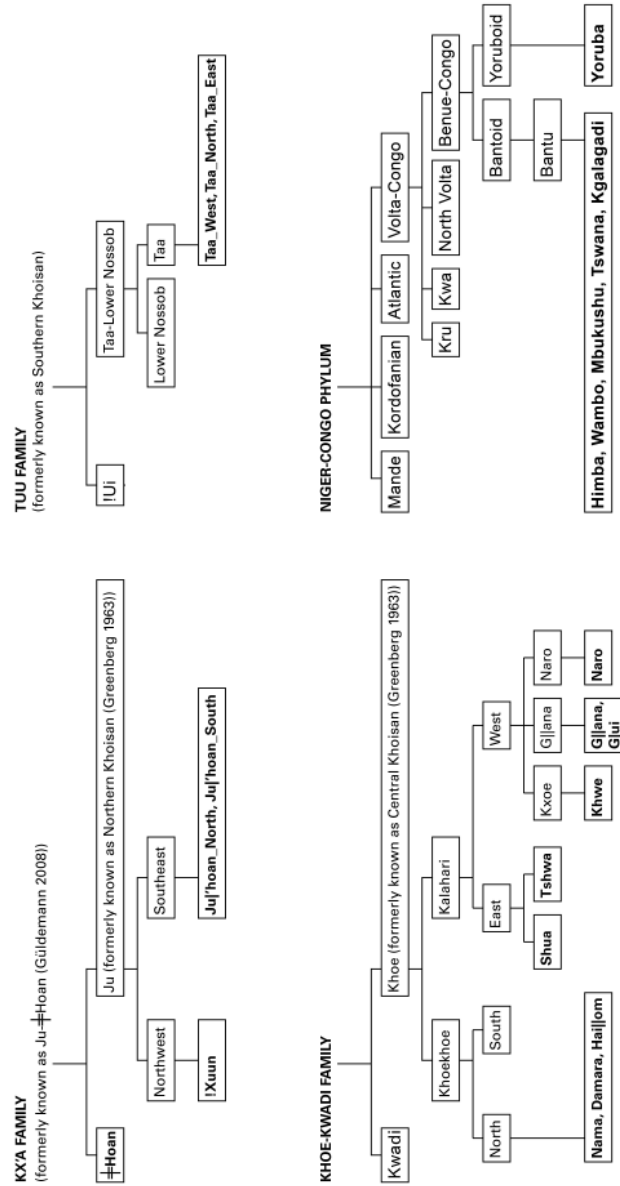 KX'A FAMILY
(formerly known as Ju-ǂHoan (Güldemann 2008))
ǂHoan
Ju (formerly known as Northern Khoisan (Greenberg 1963))
Northwest
Southeast
!Xuun
Ju|'hoan_North, Ju|'hoan_South
TUU FAMILY
(formerly known as Southern Khoisan)
!Ui
Taa-Lower Nossob
Lower Nossob
Taa
Taa_West, Taa_North, Taa_East
KHOE-KWADI FAMILY
Kwadi
Khoe (formerly known as Central Khoisan (Greenberg 1963))
Khoekhoe
Kalahari
North
South
East
West
Shua
Tshwa
Kxoe
G||ana
Naro
Nama, Damara, Hai||om
Khwe
G||ana,
G|ui
Naro
NIGER-CONGO PHYLUM
Mande
Kordofanian
Atlantic
Volta-Congo
Kru
Kwa
North Volta
Benue-Congo
Bantoid
Yoruboid
Bantu
Himba, Wambo, Mbukushu, Tswana, Kgalagadi
Yoruba